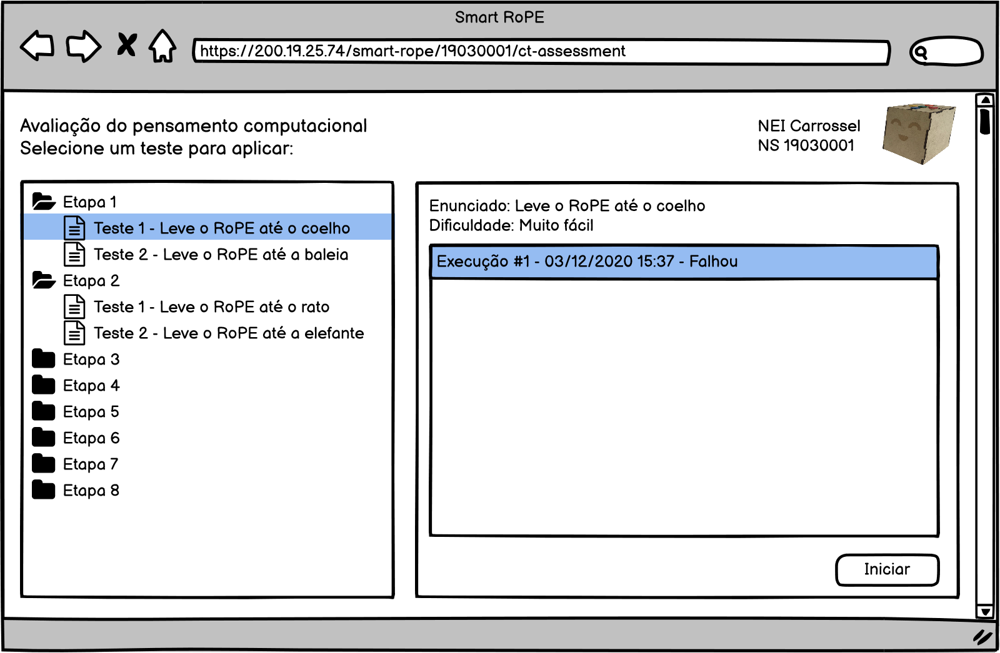 Smart RoPE
https://200.19.25.74/smart-rope/19030001/ct-assessment
Avaliação do pensamento computacional
Selecione um teste para aplicar:
NEI Carrossel
NS 19030001
Etapa 1
Teste 1 - Leve o RoPE até o coelho
Teste 2 - Leve o RoPE até a baleia
Etapa 2
Teste 1 - Leve o RoPE até o rato
Teste 2 - Leve o RoPE até a elefante
Etapa 3
Etapa 4
Etapa 5
Etapa 6
Etapa 7
Etapa 8
Enunciado: Leve o RoPE até o coelho
Dificuldade: Muito fácil
Execução #1 - 03/12/2020 15:37 - Falhou
Iniciar